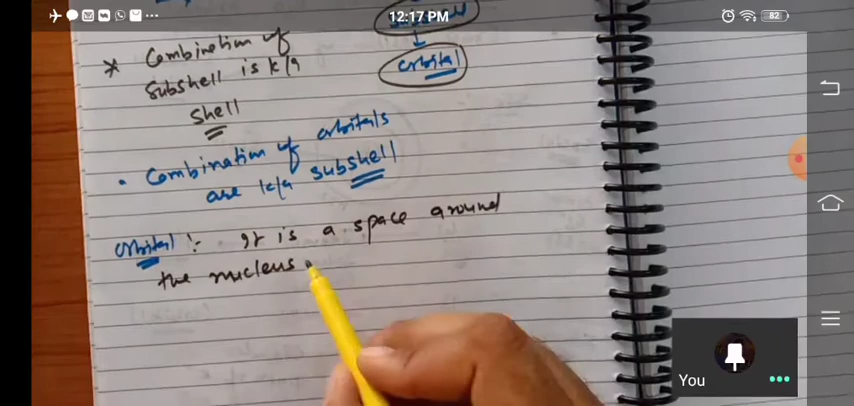 12:17 PM
82
orbital
* Combination of
subshell is k/a
shell
• Combination of orbitals
are k/a subshell
orbital :- It is a space around
the nucleus
You